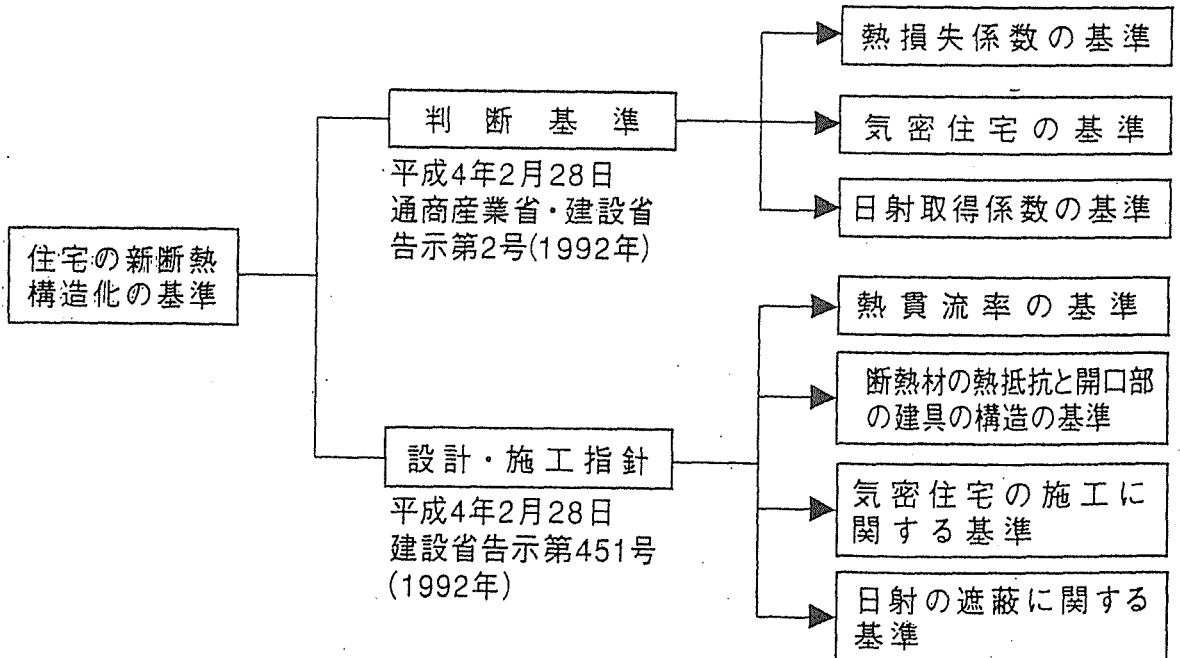 住宅の新断熱
構造化の基準
判断基準
平成4年2月28日
通商産業省・建設省
告示第2号(1992年)
熱損失係数の基準
気密住宅の基準
日射取得係数の基準
設計・施工指針
平成4年2月28日
建設省告示第451号
(1992年)
熱貫流率の基準
断熱材の熱抵抗と開口部
の建具の構造の基準
気密住宅の施工に
関する基準
日射の遮蔽に関する
基準